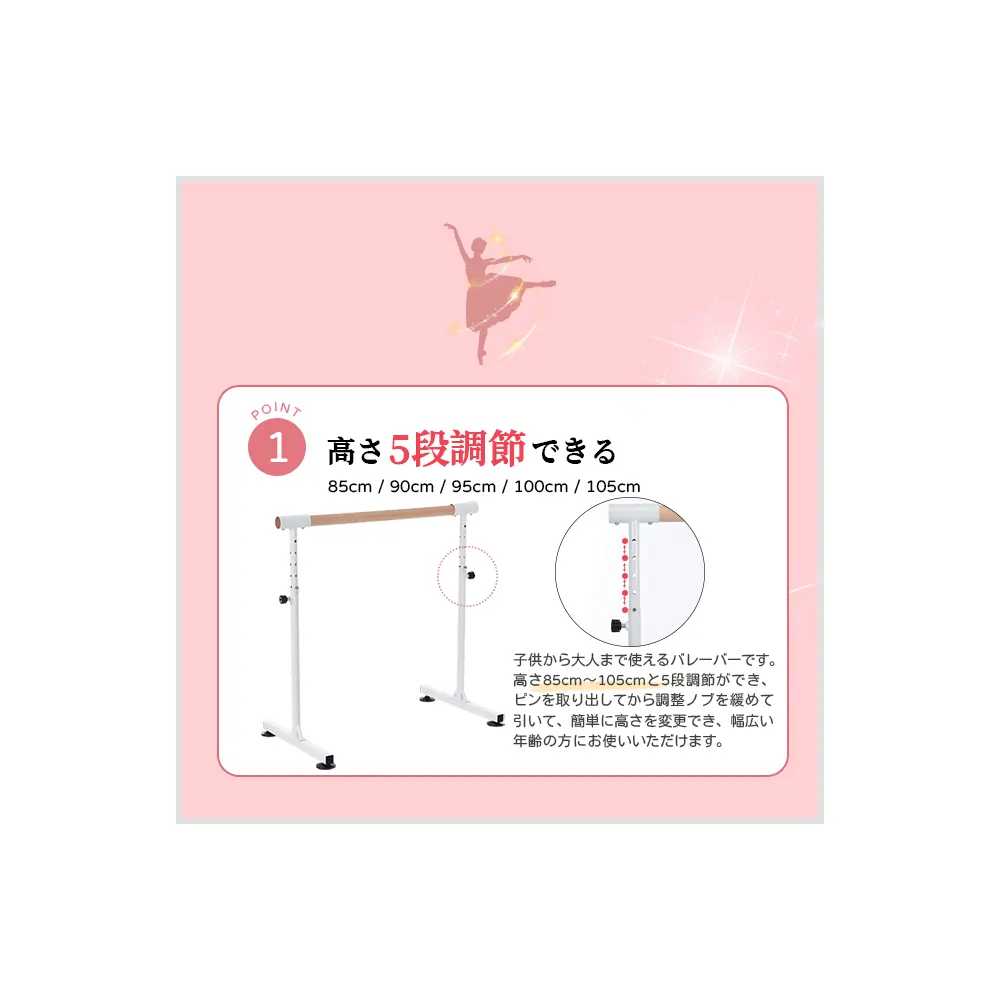 POINT
1
高さ5段調節できる
85cm / 90cm / 95cm / 100cm / 105cm
子供から大人まで使えるバレーバーです。
高さ85cm〜105cmと5段調節ができ、
ピンを取り出してから調整ノブを緩めて
引いて、簡単に高さを変更でき、幅広い
年齢の方にお使いいただけます。